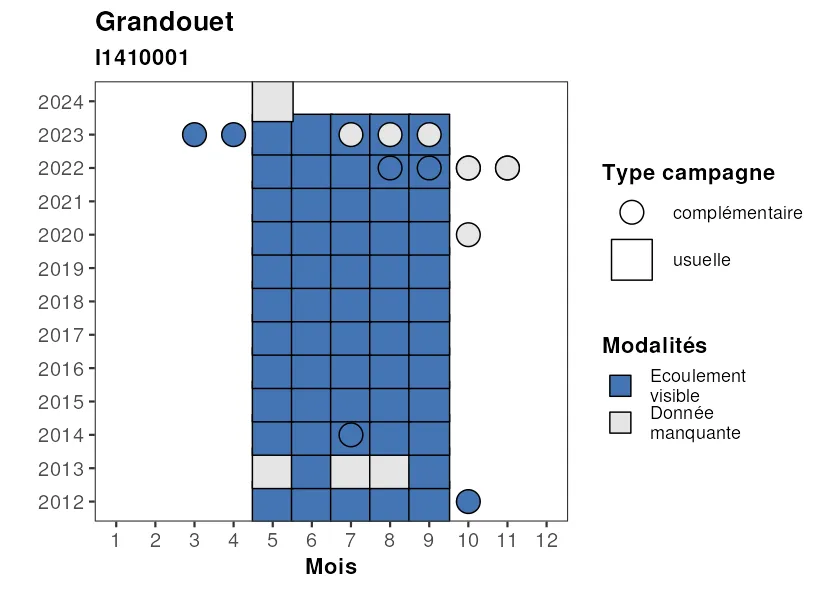 Grandouet
I1410001
2024
2023
2022
2021
2020
2019
2018
2017
2016
2015
2014
2013
2012
1 2 3 4 5 6 7 8 9 10 11 12
Mois
Type campagne
complémentaire
usuelle
Modalités
Ecoulement
visible
Donnée
manquante